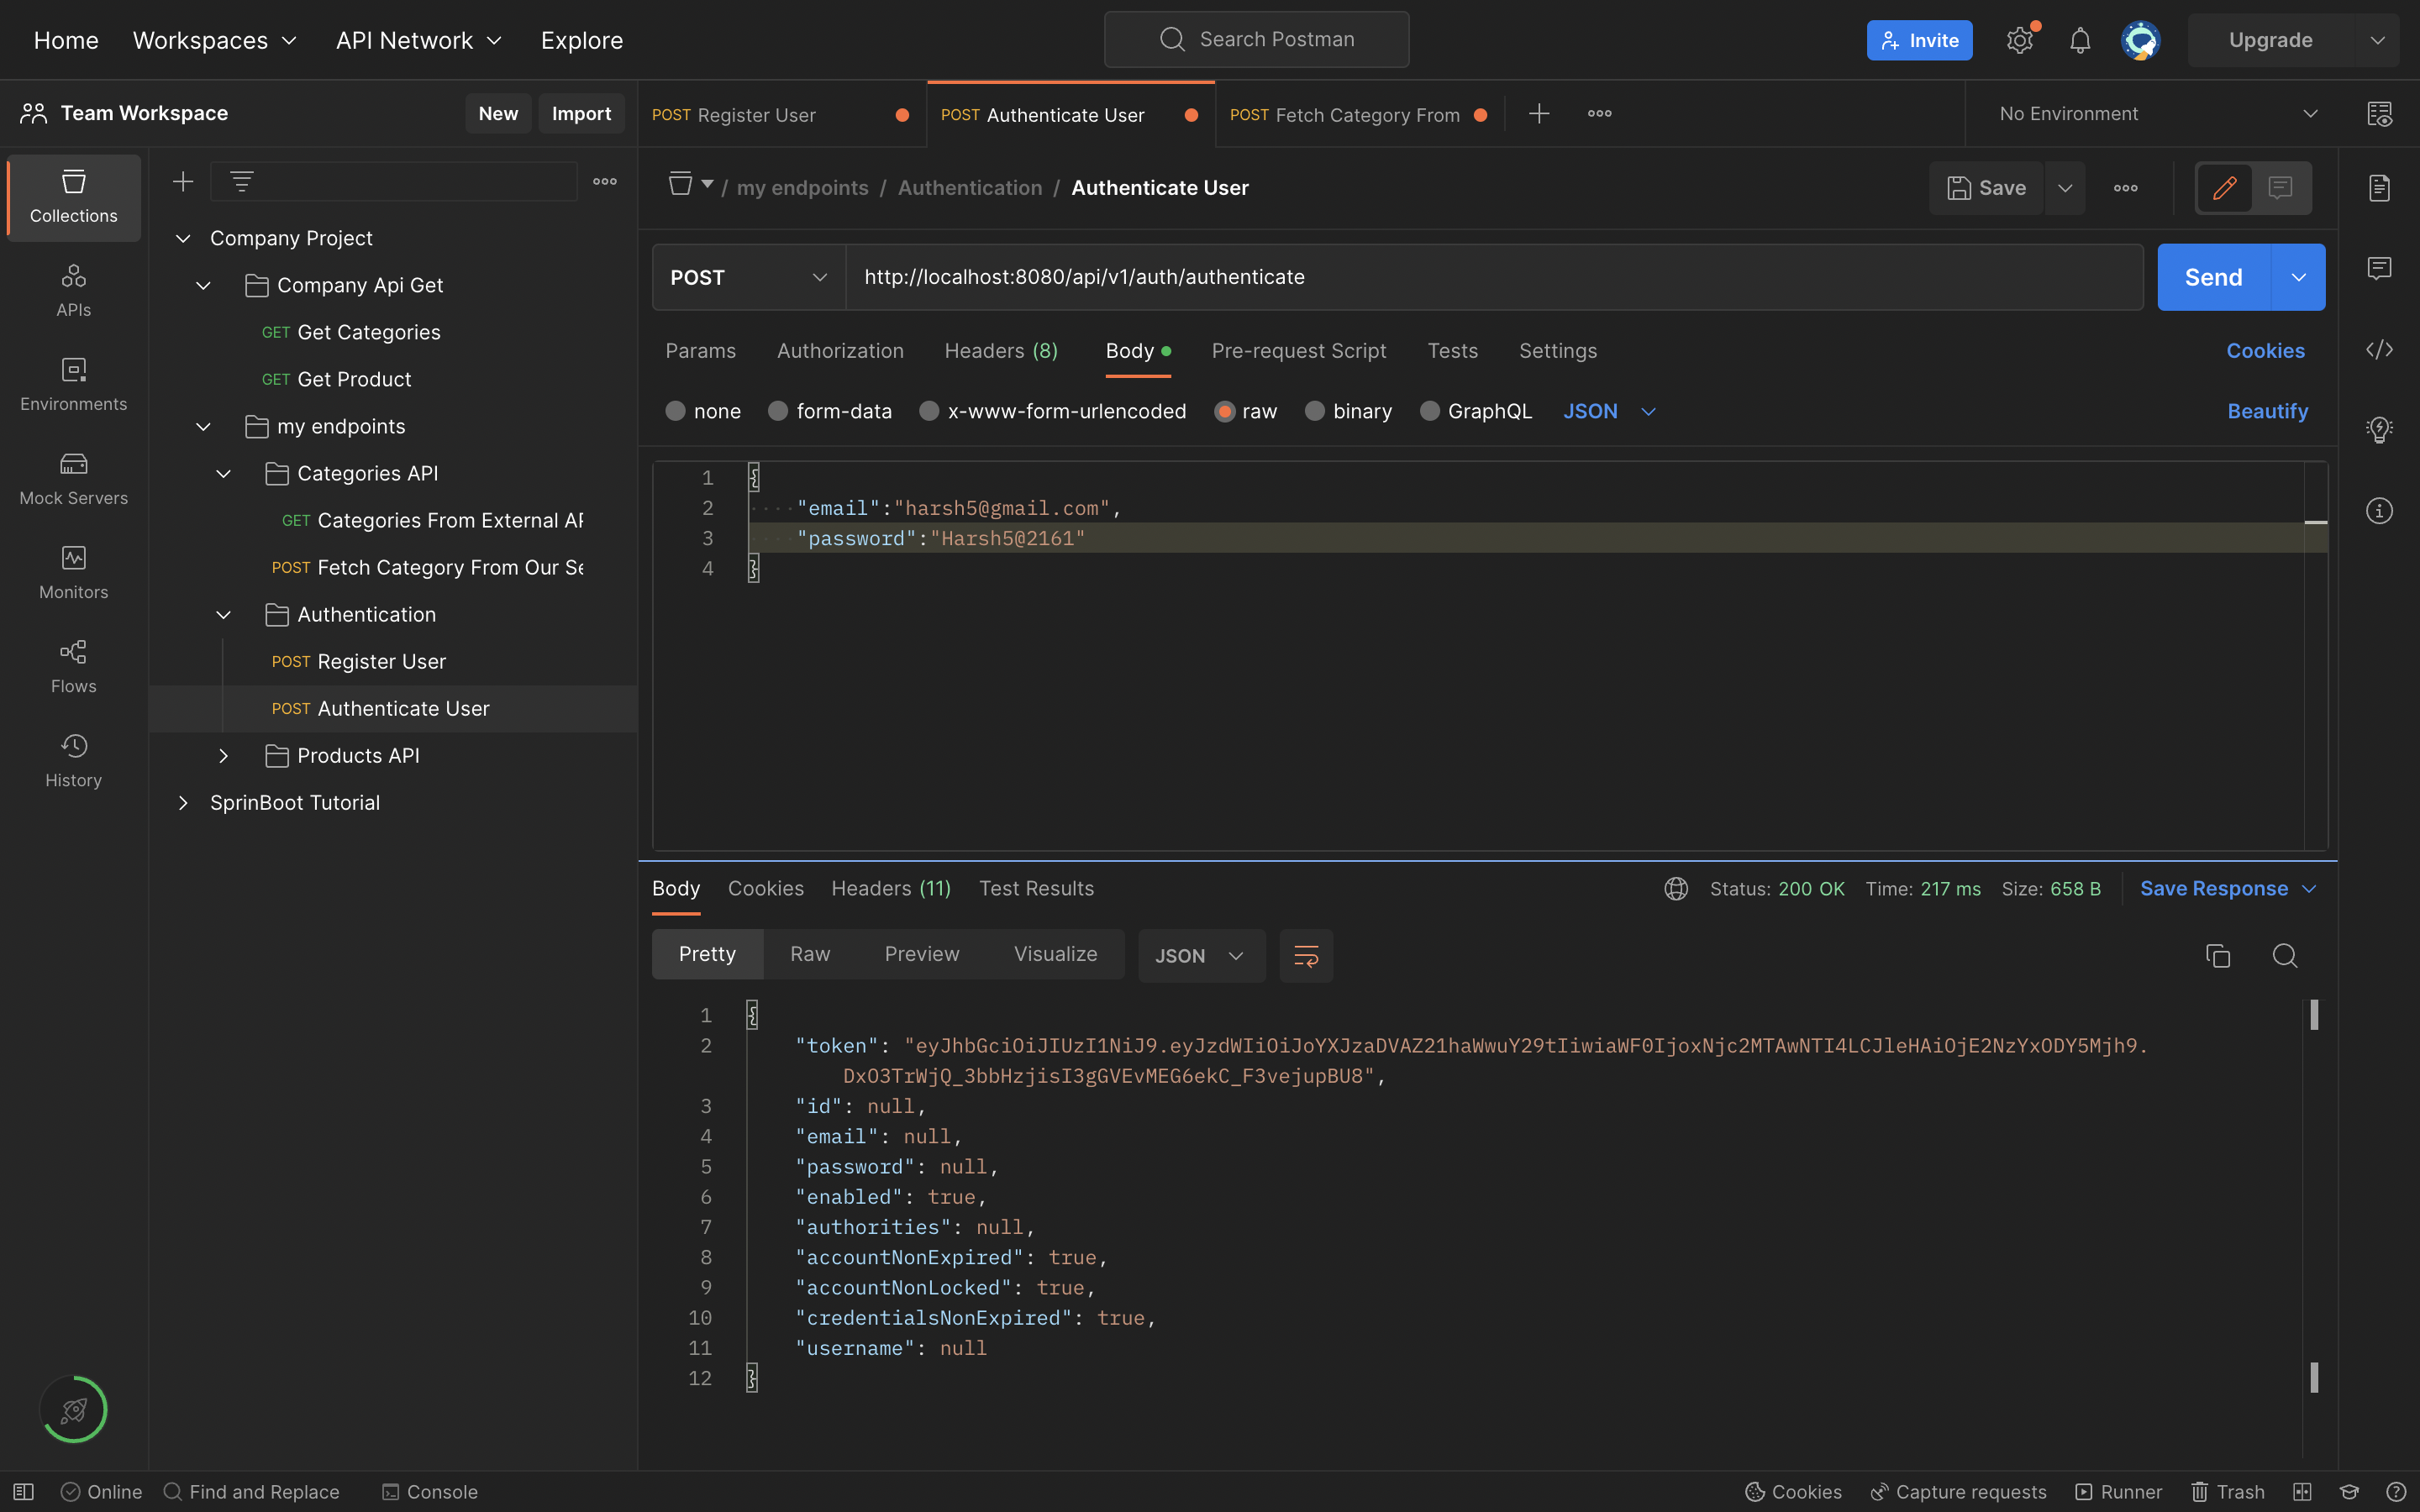 Home Workspaces API Network Explore Search Postman Invite Upgrade
Team Workspace New Import
POST Register User POST Authenticate User POST Fetch Category From No Environment
Collections
APIs
Environments
Mock Servers
Monitors
Flows
History
Company Project
Company Api Get
GET Get Categories
GET Get Product
my endpoints
Categories API
GET Categories From External AP
POST Fetch Category From Our Se
Authentication
POST Register User
POST Authenticate User
Products API
SprinBoot Tutorial
/ my endpoints / Authentication / Authenticate User Save
POST http://localhost:8080/api/v1/auth/authenticate Send
Params Authorization Headers (8) Body Pre-request Script Tests Settings Cookies
none form-data x-www-form-urlencoded raw binary GraphQL JSON Beautify
1 {
2 "email":"harsh5@gmail.com",
3 "password":"Harsh5@2161"
4 }
Body Cookies Headers (11) Test Results Status: 200 OK Time: 217 ms Size: 658 B Save Response
Pretty Raw Preview Visualize JSON
1 {
2 "token": "eyJhbGciOiJIUzI1NiJ9.eyJzdWIiOiJoYXJzaDVAZ21haWwuY29tIiwiaWF0IjoxNjc2MTAwNTI4LCJleHAiOjE2NzYxODY5Mjh9.
DxO3TrWjQ_3bbHzjisI3gGVEvMEG6ekC_F3vejupBU8",
3 "id": null,
4 "email": null,
5 "password": null,
6 "enabled": true,
7 "authorities": null,
8 "accountNonExpired": true,
9 "accountNonLocked": true,
10 "credentialsNonExpired": true,
11 "username": null
12 }
Online Find and Replace Console Cookies Capture requests Runner Trash